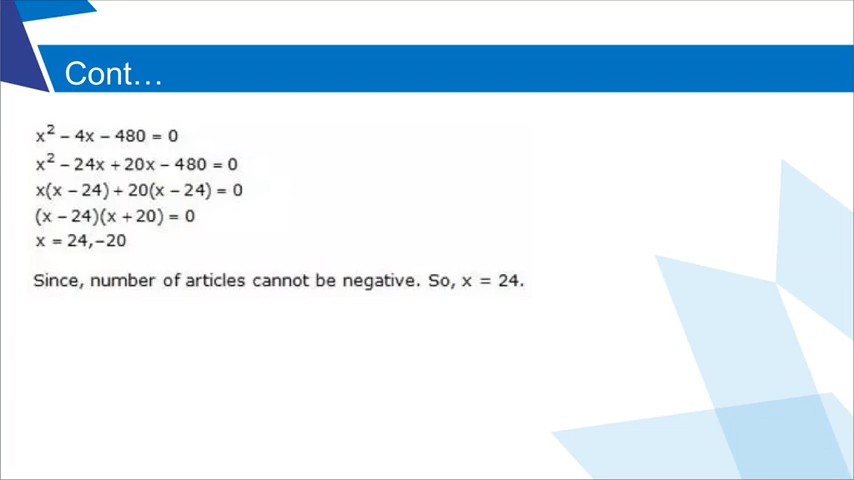 Cont…
x² – 4x – 480 = 0
x² – 24x + 20x – 480 = 0
x(x – 24) + 20(x – 24) = 0
(x – 24)(x + 20) = 0
x = 24,–20
Since, number of articles cannot be negative. So, x = 24.